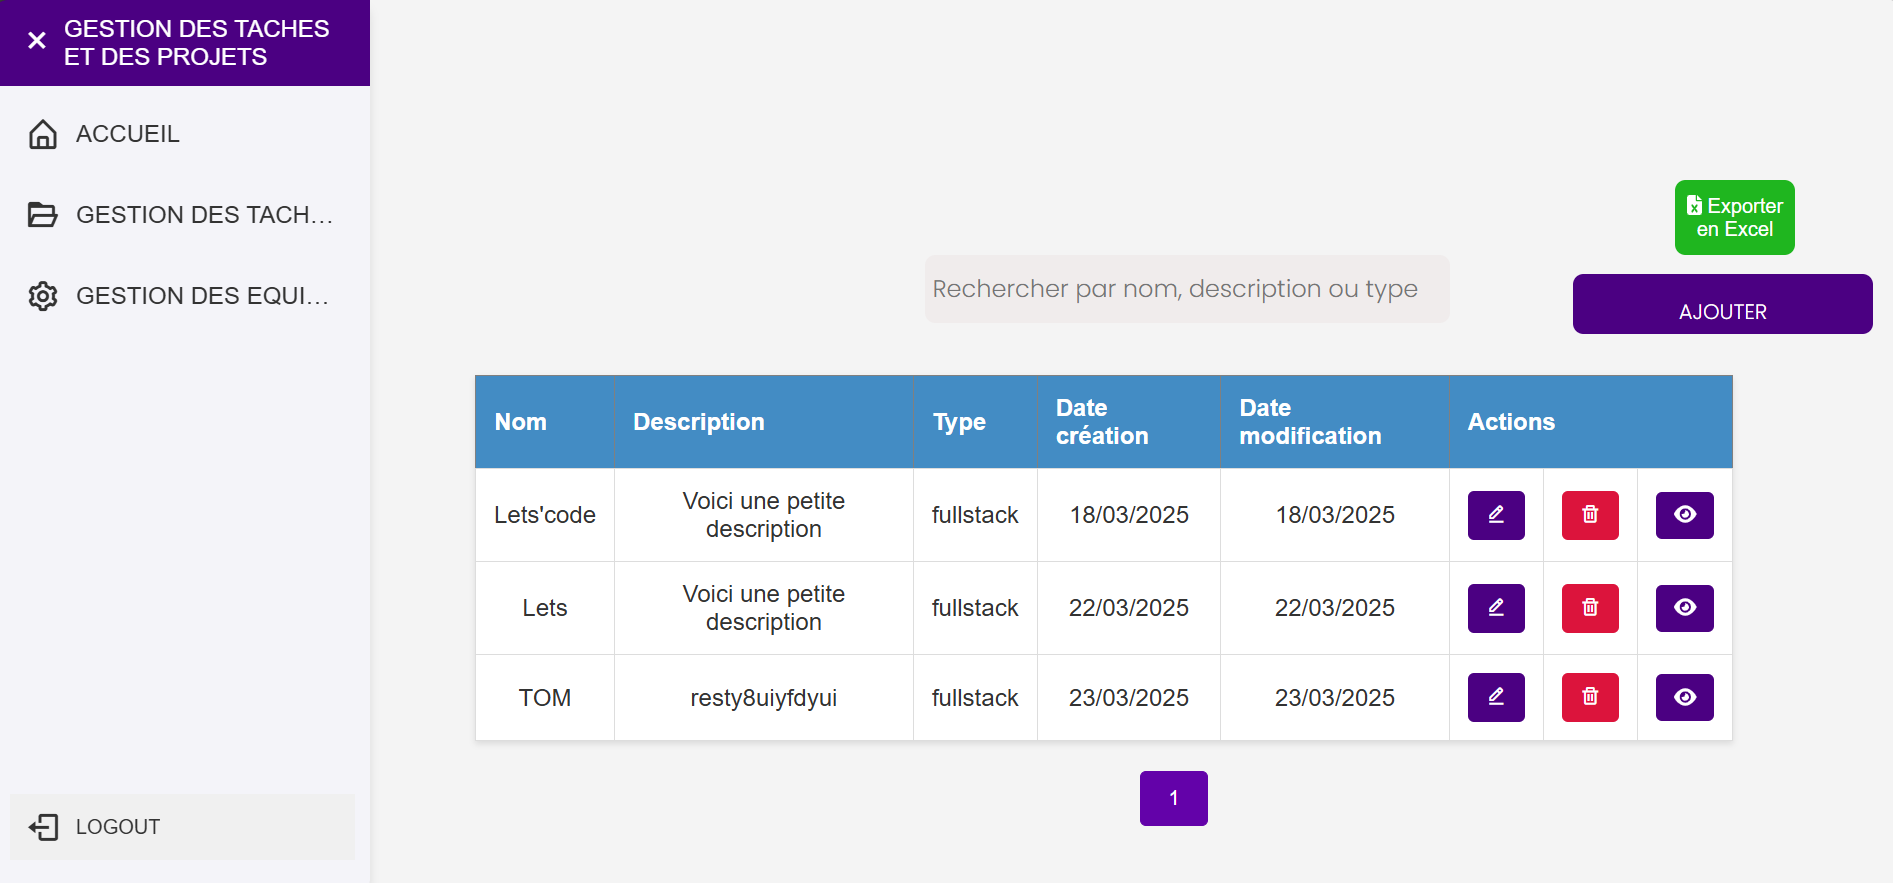 GESTION DES TACHES
ET DES PROJETS
ACCUEIL
GESTION DES TACH...
GESTION DES EQUI...
LOGOUT
Exporter
en Excel
Rechercher par nom, description ou type
AJOUTER
Nom Description Type Date création Date modification Actions
Lets'code Voici une petite description fullstack 18/03/2025 18/03/2025
Lets Voici une petite description fullstack 22/03/2025 22/03/2025
TOM resty8uiyfdyui fullstack 23/03/2025 23/03/2025
1